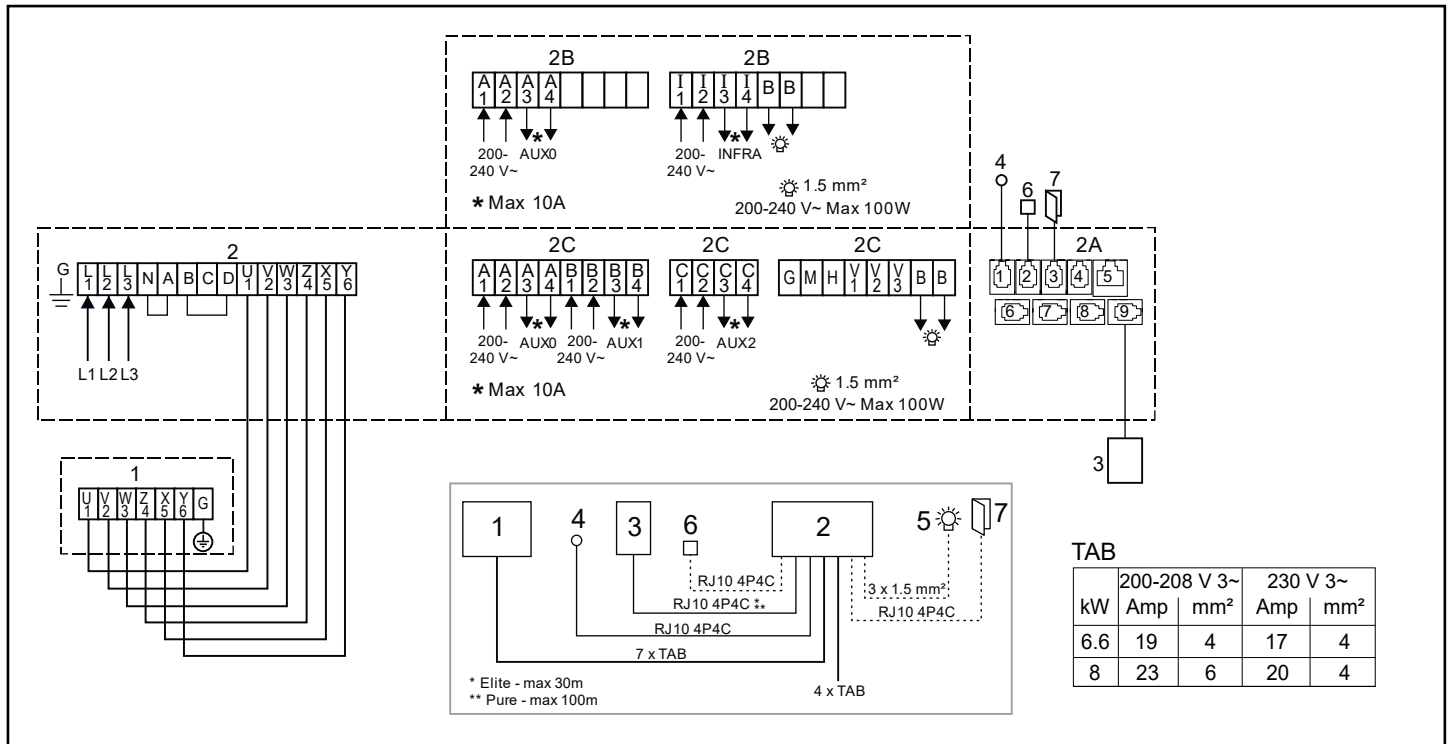 2B 2B
A1 A2 A3 A4
I1 I2 I3 I4 B B
200-240 V~ * AUX0
200-240 V~ * INFRA
* Max 10A
1.5 mm²
200-240 V~ Max 100W
4 6 7
2 2C 2C 2C 2A
G L1 L2 L3 N A B C D U1 V2 W3 Z4 X5 Y6
A1 A2 A3 A4 B1 B2 B3 B4
C1 C2 C3 C4
G M H V1 V2 V3 B B
1 2 3 4 5
6 7 8 9
L1 L2 L3
200-240 V~ * AUX0 200-240 V~ * AUX1
200-240 V~ * AUX2
* Max 10A
1.5 mm²
200-240 V~ Max 100W
3
1
U1 V2 W3 Z4 X5 Y6 G
1 4 3 6 2 5 7
RJ10 4P4C
3 x 1.5 mm²
RJ10 4P4C * **
RJ10 4P4C
RJ10 4P4C
7 x TAB
4 x TAB
* Elite - max 30m
** Pure - max 100m
TAB
200-208 V 3~ 230 V 3~
kW Amp mm² Amp mm²
6.6 19 4 17 4
8 23 6 20 4